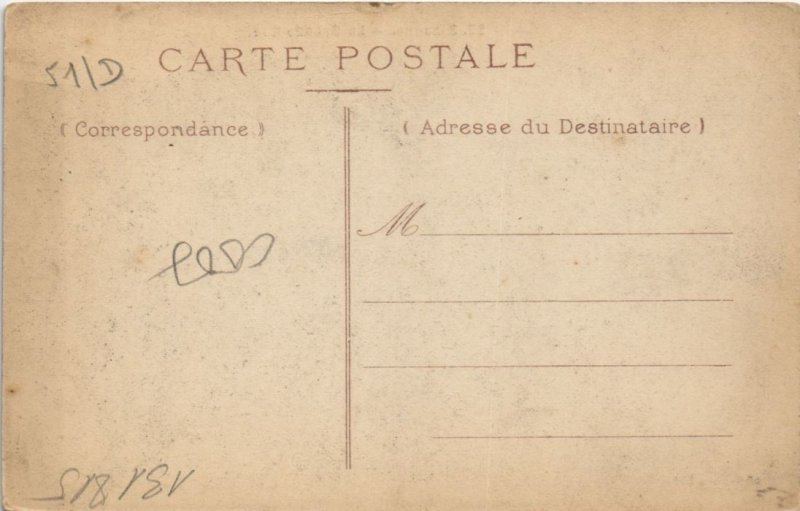 CARTE POSTALE
51/D
( Correspondance )
( Adresse du Destinataire )
M